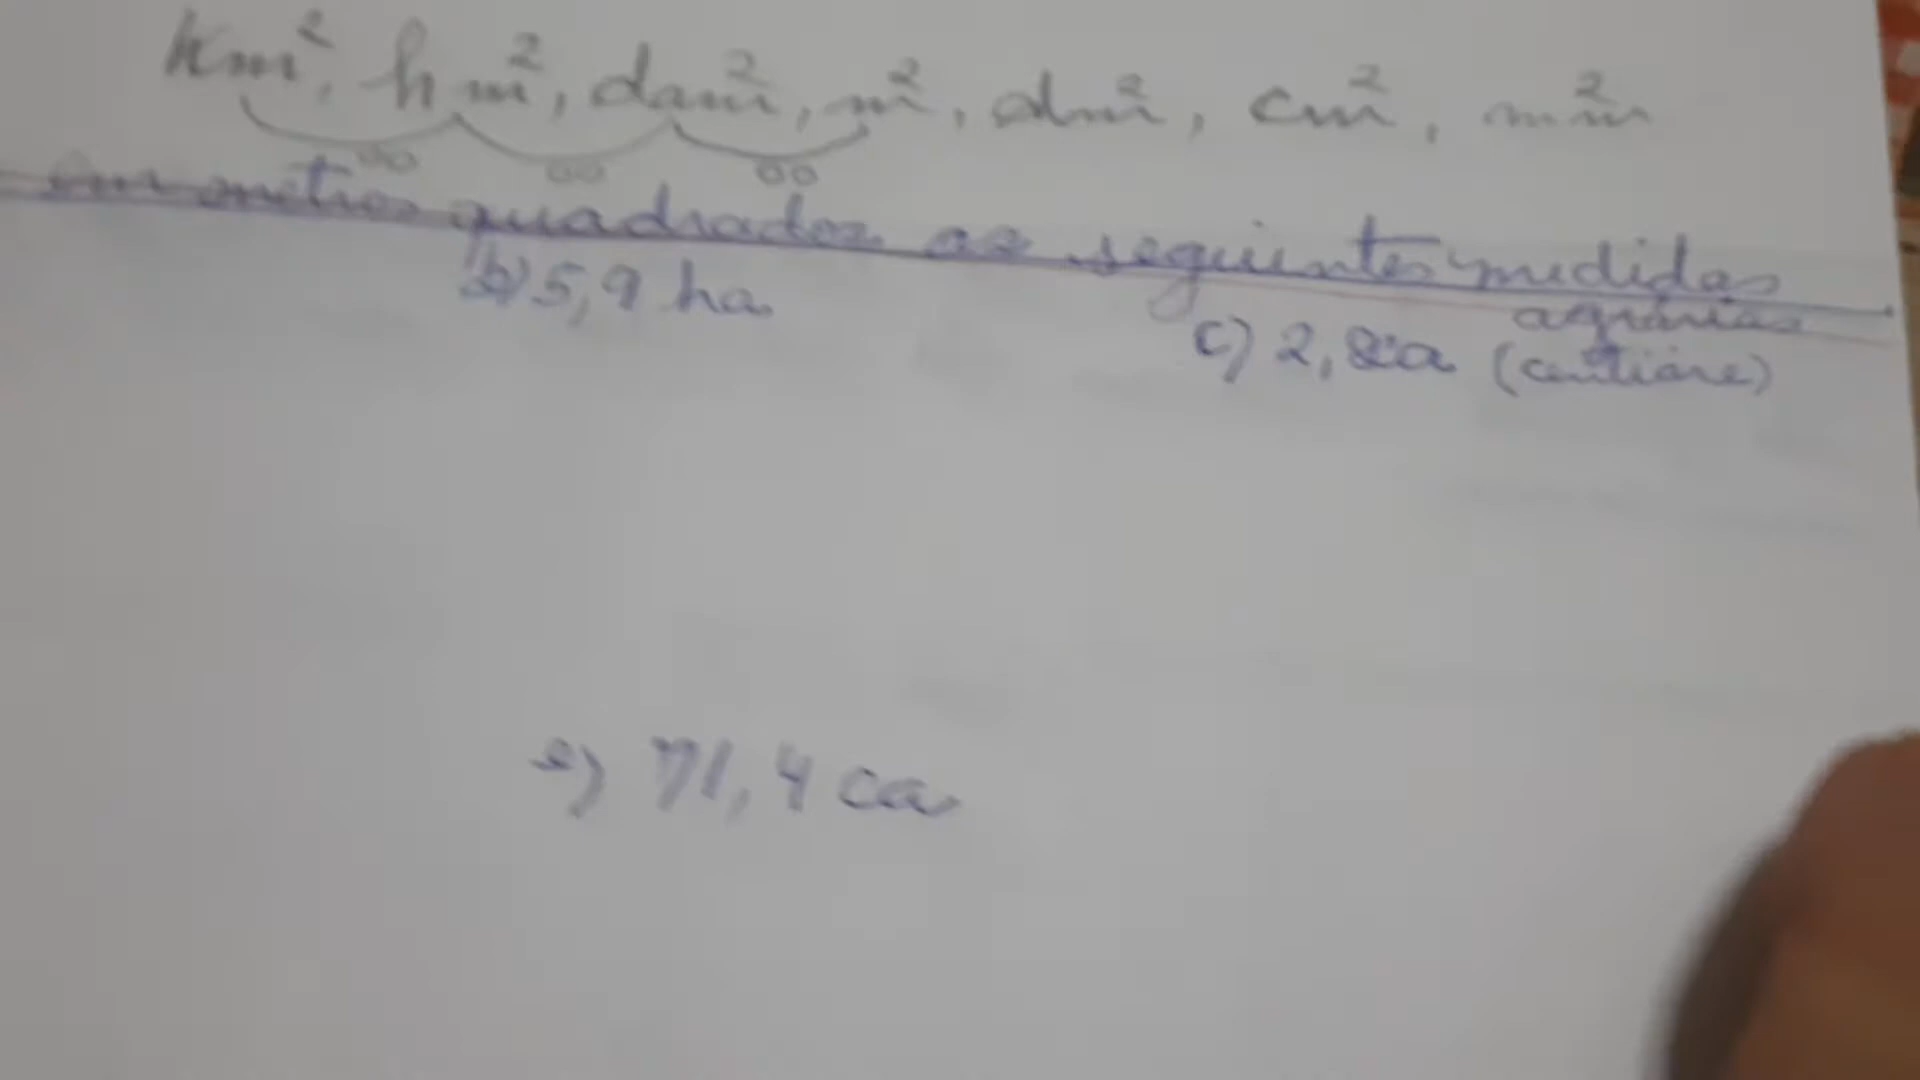 km², hm², dam², m², dm², cm², mm²
00 00 00
em metros quadrados as seguintes medidas
agrárias
b) 5,9 ha
c) 2, ca (centiare)
e) 71,4 ca